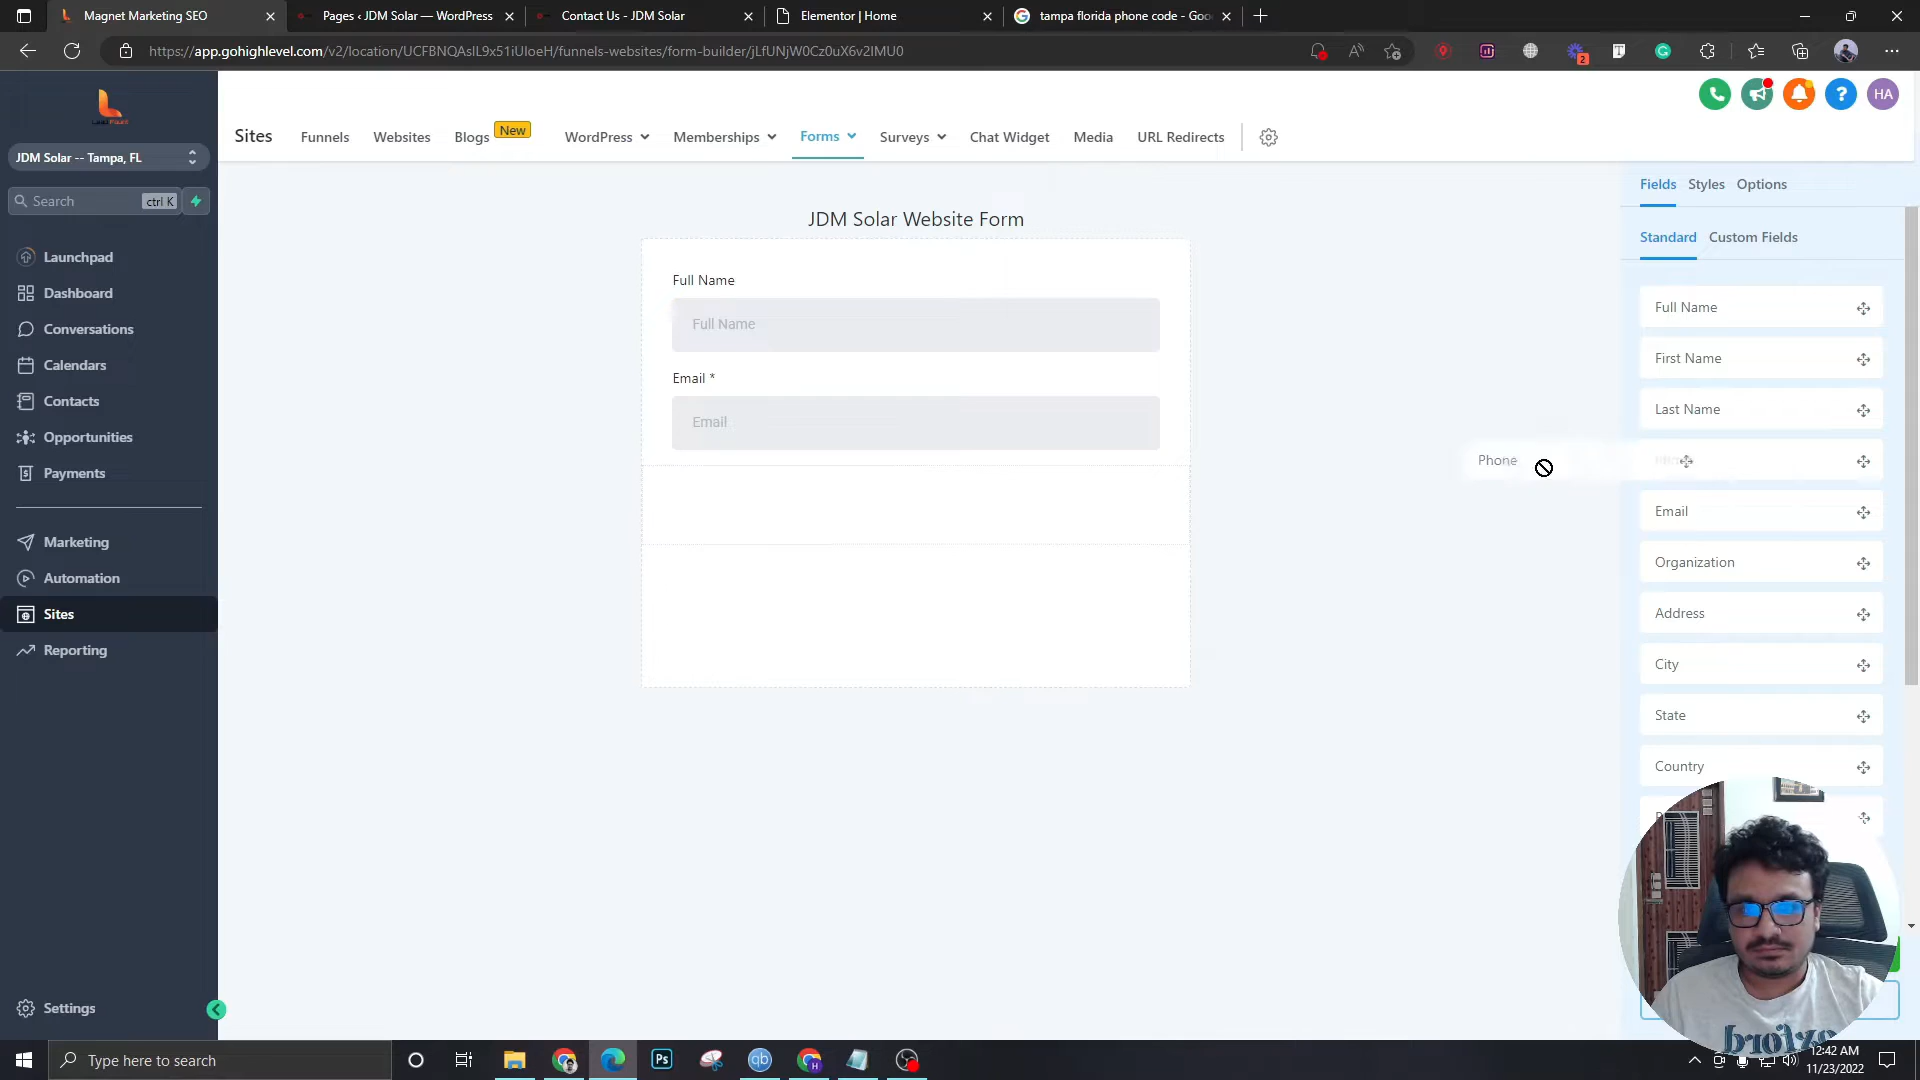 Magnet Marketing SEO
Pages ‹ JDM Solar — WordPress
Contact Us - JDM Solar
Elementor | Home
tampa florida phone code - Goo
https://app.gohighlevel.com/v2/location/UCFBNQAsIL9x51iUIoeH/funnels-websites/form-builder/jLfUNjW0Cz0uX6v2IMU0
2
HA
Sites
Funnels
Websites
Blogs
New
WordPress
Memberships
Forms
Surveys
Chat Widget
Media
URL Redirects
JDM Solar -- Tampa, FL
Search
ctrl K
Launchpad
Dashboard
Conversations
Calendars
Contacts
Opportunities
Payments
Marketing
Automation
Sites
Reporting
Settings
JDM Solar Website Form
Full Name
Full Name
Email *
Email
Fields
Styles
Options
Standard
Custom Fields
Full Name
First Name
Last Name
Phone
Email
Organization
Address
City
State
Country
Type here to search
Ps
qb
12:42 AM
11/23/2022